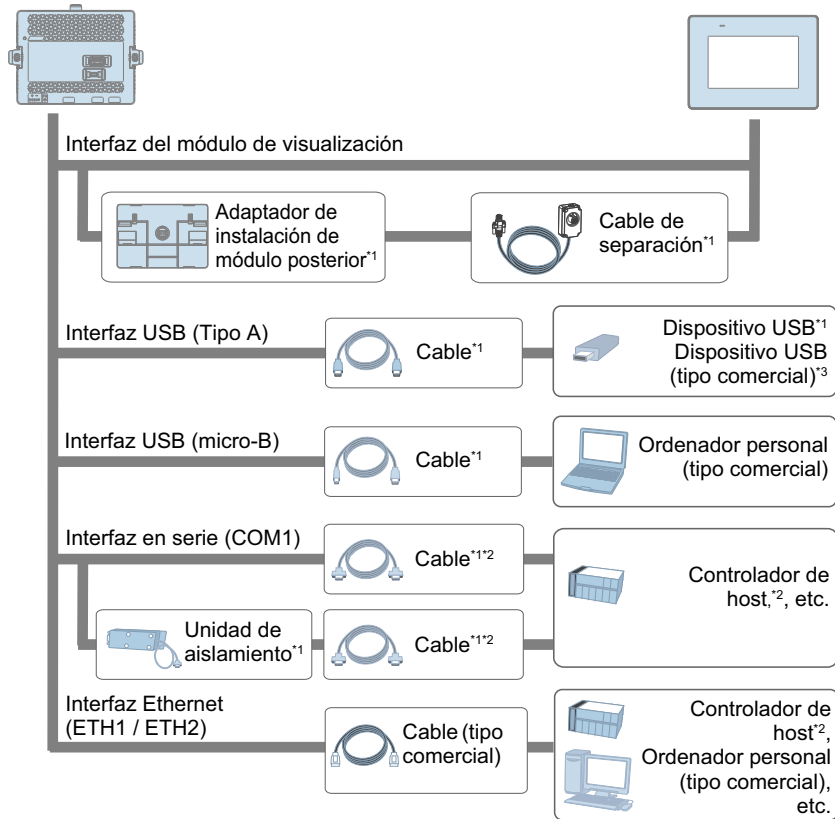 Interfaz del módulo de visualización
Adaptador de
instalación de
módulo posterior*1
Cable de
separación*1
Interfaz USB (Tipo A)
Cable*1
Dispositivo USB*1
Dispositivo USB
(tipo comercial)*3
Interfaz USB (micro-B)
Cable*1
Ordenador personal
(tipo comercial)
Interfaz en serie (COM1)
Cable*1*2
Controlador de
host,*2, etc.
Unidad de
aislamiento*1
Cable*1*2
Interfaz Ethernet
(ETH1 / ETH2)
Cable (tipo
comercial)
Controlador de
host*2,
Ordenador personal
(tipo comercial),
etc.